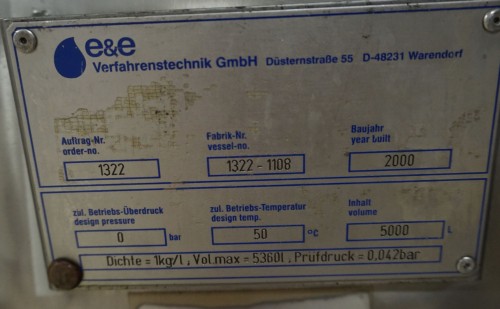 e&e
Verfahrenstechnik GmbH Düsternstraße 55 D-48231 Warendorf
Auftrag-Nr. Fabrik-Nr. Baujahr
order-no. vessel-no. year built
1322 1322-1108 2000
zul. Betriebs-Überdruck zul. Betriebs-Temperatur Inhalt
design pressure design temp. volume
0 bar 50 °C 5000 L
Dichte = 1kg/l , Vol.max = 5360l , Prüfdruck = 0,042bar